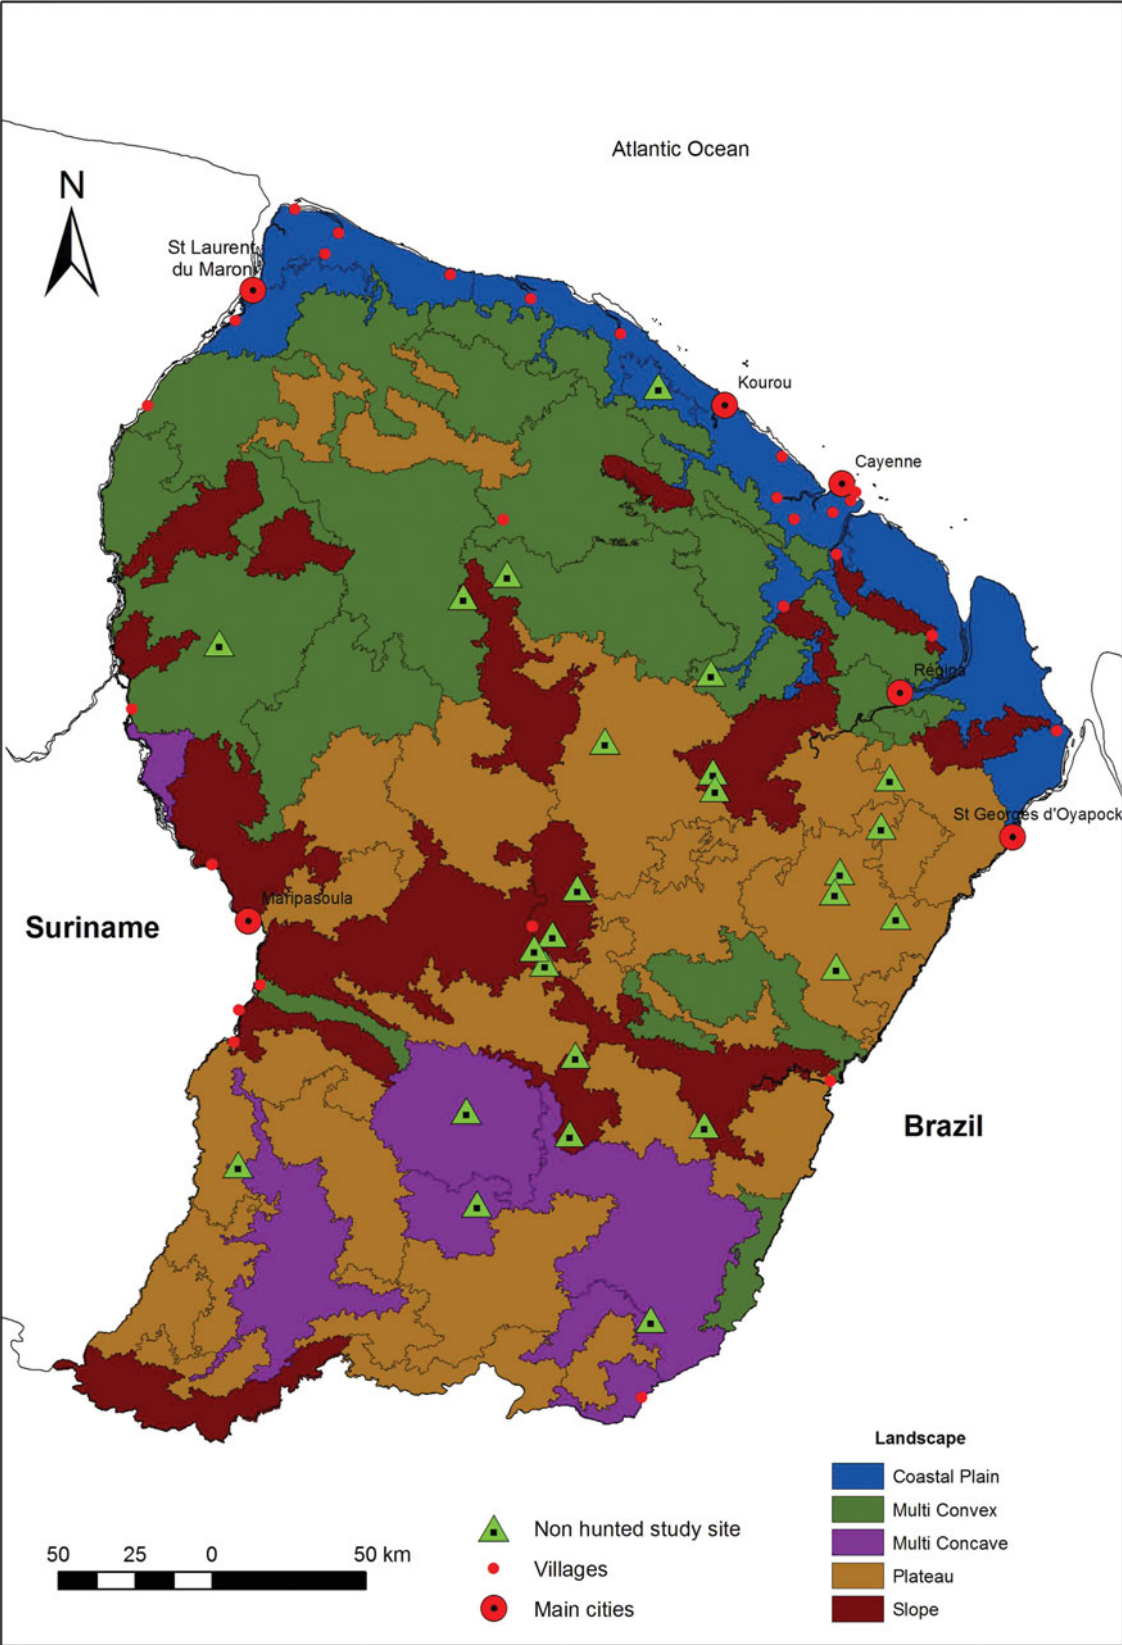 Atlantic Ocean
N
St Laurent
du Maroni
Kourou
Cayenne
Régina
St Georges d'Oyapock
Maripasoula
Suriname
Brazil
Landscape
Coastal Plain
Multi Convex
Multi Concave
Plateau
Slope
Non hunted study site
Villages
Main cities
50 25 0 50 km